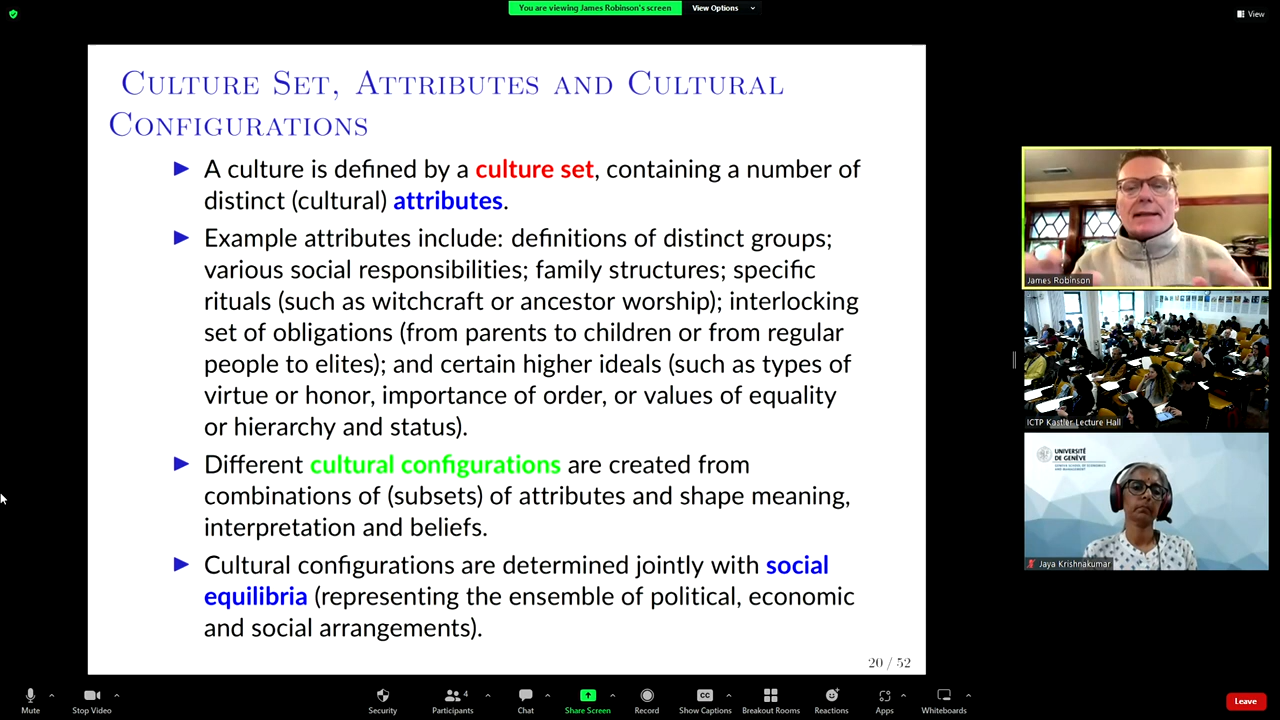 You are viewing James Robinson's screen
View Options
View
CULTURE SET, ATTRIBUTES AND CULTURAL
CONFIGURATIONS
A culture is defined by a culture set, containing a number of
distinct (cultural) attributes.
Example attributes include: definitions of distinct groups;
various social responsibilities; family structures; specific
rituals (such as witchcraft or ancestor worship); interlocking
set of obligations (from parents to children or from regular
people to elites); and certain higher ideals (such as types of
virtue or honor, importance of order, or values of equality
or hierarchy and status).
Different cultural configurations are created from
combinations of (subsets) of attributes and shape meaning,
interpretation and beliefs.
Cultural configurations are determined jointly with social
equilibria (representing the ensemble of political, economic
and social arrangements).
20 / 52
James Robinson
ICTP Kastler Lecture Hall
UNIVERSITÉ
DE GENÈVE
Jaya Krishnakumar
Mute
Stop Video
Security
Participants
4
Chat
Share Screen
Record
CC
Show Captions
Breakout Rooms
Reactions
Apps
Whiteboards
Leave